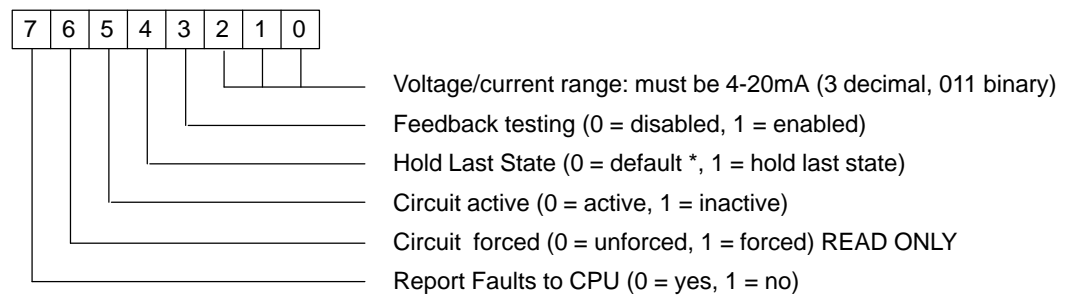 7 6 5 4 3 2 1 0
Voltage/current range: must be 4-20mA (3 decimal, 011 binary)
Feedback testing (0 = disabled, 1 = enabled)
Hold Last State (0 = default *, 1 = hold last state)
Circuit active (0 = active, 1 = inactive)
Circuit forced (0 = unforced, 1 = forced) READ ONLY
Report Faults to CPU (0 = yes, 1 = no)